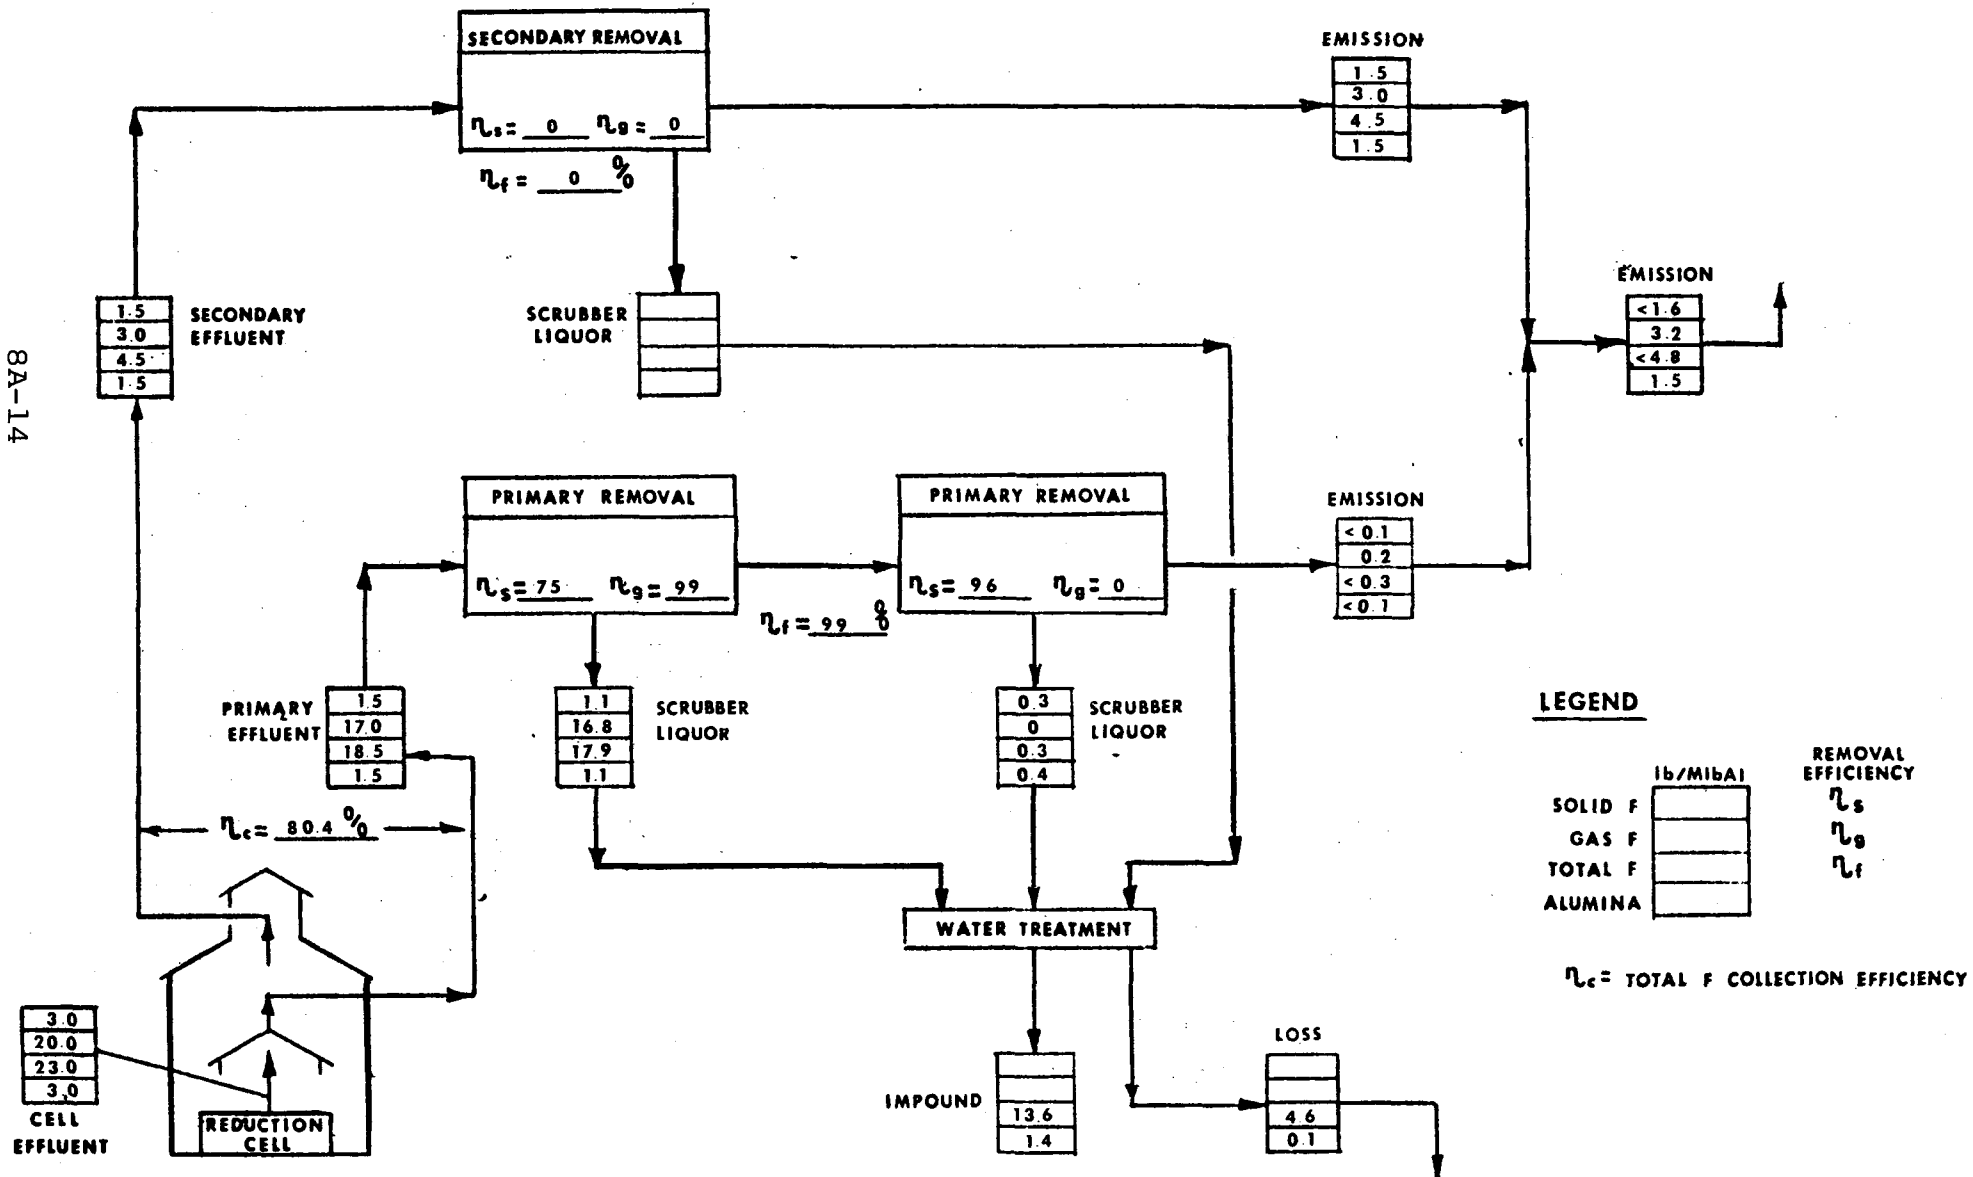 SECONDARY REMOVAL
ηs= 0 ηg= 0
ηf= 0 %
EMISSION
1.5
3.0
4.5
1.5
EMISSION
<1.6
3.2
<4.8
1.5
1.5
3.0
4.5
1.5
SECONDARY
EFFLUENT
SCRUBBER
LIQUOR
8A-14
PRIMARY REMOVAL
ηs= 75 ηg= 99
ηf= 99 %
PRIMARY REMOVAL
ηs= 96 ηg= 0
EMISSION
<0.1
0.2
<0.3
<0.1
PRIMARY
EFFLUENT
1.5
17.0
18.5
1.5
1.1
16.8
17.9
1.1
SCRUBBER
LIQUOR
0.3
0
0.3
0.4
SCRUBBER
LIQUOR
ηc= 80.4 %
WATER TREATMENT
3.0
20.0
23.0
3.0
CELL
EFFLUENT
REDUCTION
CELL
IMPOUND
13.6
1.4
LOSS
4.6
0.1
LEGEND
lb/MlbAl
REMOVAL
EFFICIENCY
SOLID F ηs
GAS F ηg
TOTAL F ηf
ALUMINA
ηc= TOTAL F COLLECTION EFFICIENCY